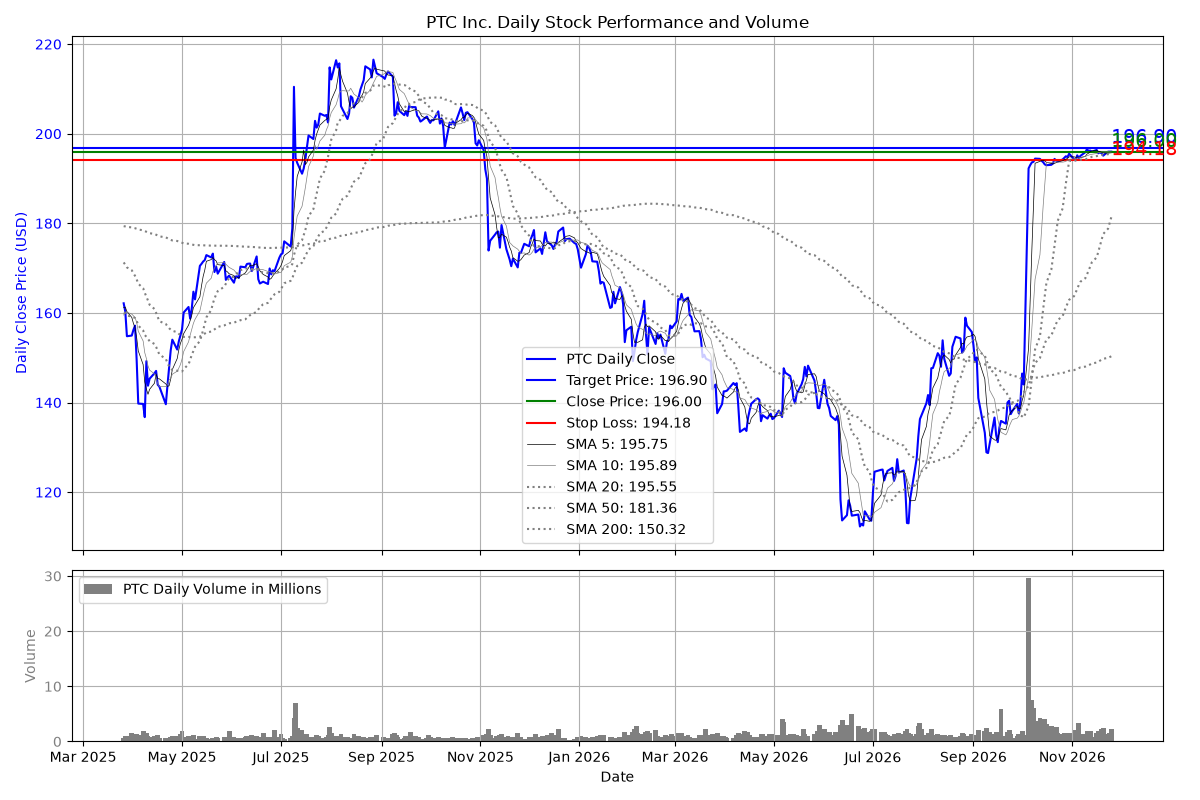 PTC Inc. Daily Stock Performance and Volume
220
200
180
160
140
120
Daily Close Price (USD)
196.90
194.18
PTC Daily Close
Target Price: 196.90
Close Price: 196.00
Stop Loss: 194.18
SMA 5: 195.75
SMA 10: 195.89
SMA 20: 195.55
SMA 50: 181.36
SMA 200: 150.32
30
20
10
0
Volume
PTC Daily Volume in Millions
Mar 2025 May 2025 Jul 2025 Sep 2025 Nov 2025 Jan 2026 Mar 2026 May 2026 Jul 2026 Sep 2026 Nov 2026
Date